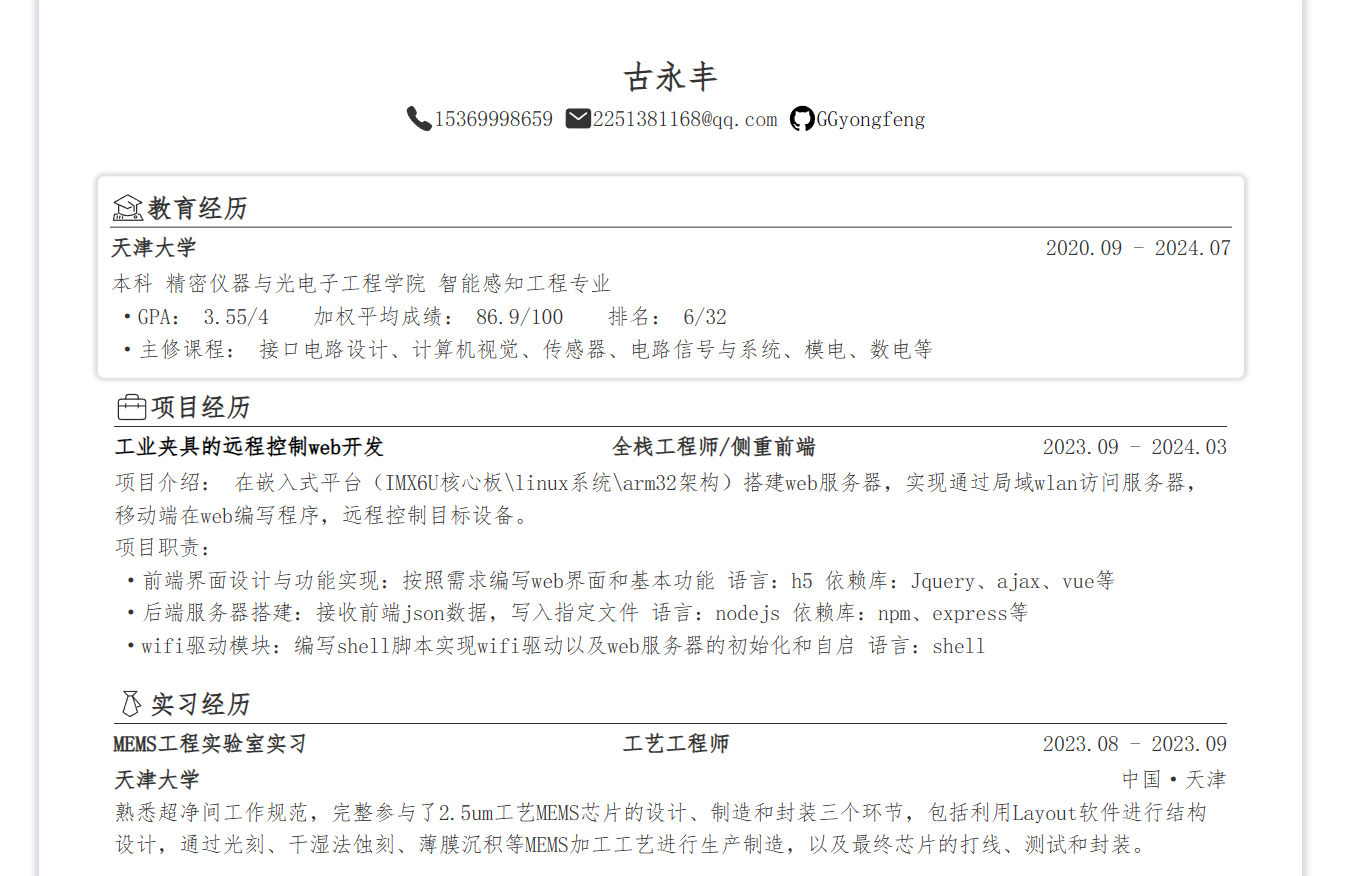 古永丰
15369998659 2251381168@qq.com GGyongfeng
教育经历
天津大学 2020.09 - 2024.07
本科 精密仪器与光电子工程学院 智能感知工程专业
•GPA: 3.55/4 加权平均成绩: 86.9/100 排名: 6/32
•主修课程: 接口电路设计、计算机视觉、传感器、电路信号与系统、模电、数电等
项目经历
工业夹具的远程控制web开发 全栈工程师/侧重前端 2023.09 - 2024.03
项目介绍: 在嵌入式平台（IMX6U核心板\linux系统\arm32架构）搭建web服务器，实现通过局域wlan访问服务器，
移动端在web编写程序，远程控制目标设备。
项目职责:
•前端界面设计与功能实现：按照需求编写web界面和基本功能 语言：h5 依赖库：Jquery、ajax、vue等
•后端服务器搭建：接收前端json数据，写入指定文件 语言：nodejs 依赖库：npm、express等
•wifi驱动模块：编写shell脚本实现wifi驱动以及web服务器的初始化和自启 语言：shell
实习经历
MEMS工程实验室实习 工艺工程师 2023.08 - 2023.09
天津大学 中国•天津
熟悉超净间工作规范，完整参与了2.5um工艺MEMS芯片的设计、制造和封装三个环节，包括利用Layout软件进行结构
设计，通过光刻、干湿法蚀刻、薄膜沉积等MEMS加工工艺进行生产制造，以及最终芯片的打线、测试和封装。